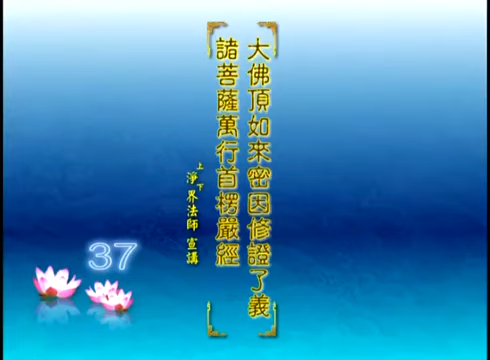 大佛頂如來密因修證了義
諸菩薩萬行首楞嚴經
上淨下界法師 宣講
37